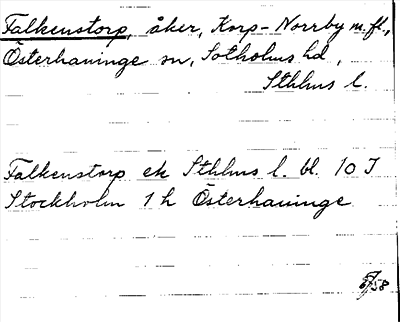 Falkenstorp, åker, Korp-Norrby m.fl.,
Österhaninge sn, Sotholms hd,
Sthlms l.
Falkenstorp ek Sthlms l. bl. 10 I
Stockholm 1 h Österhaninge